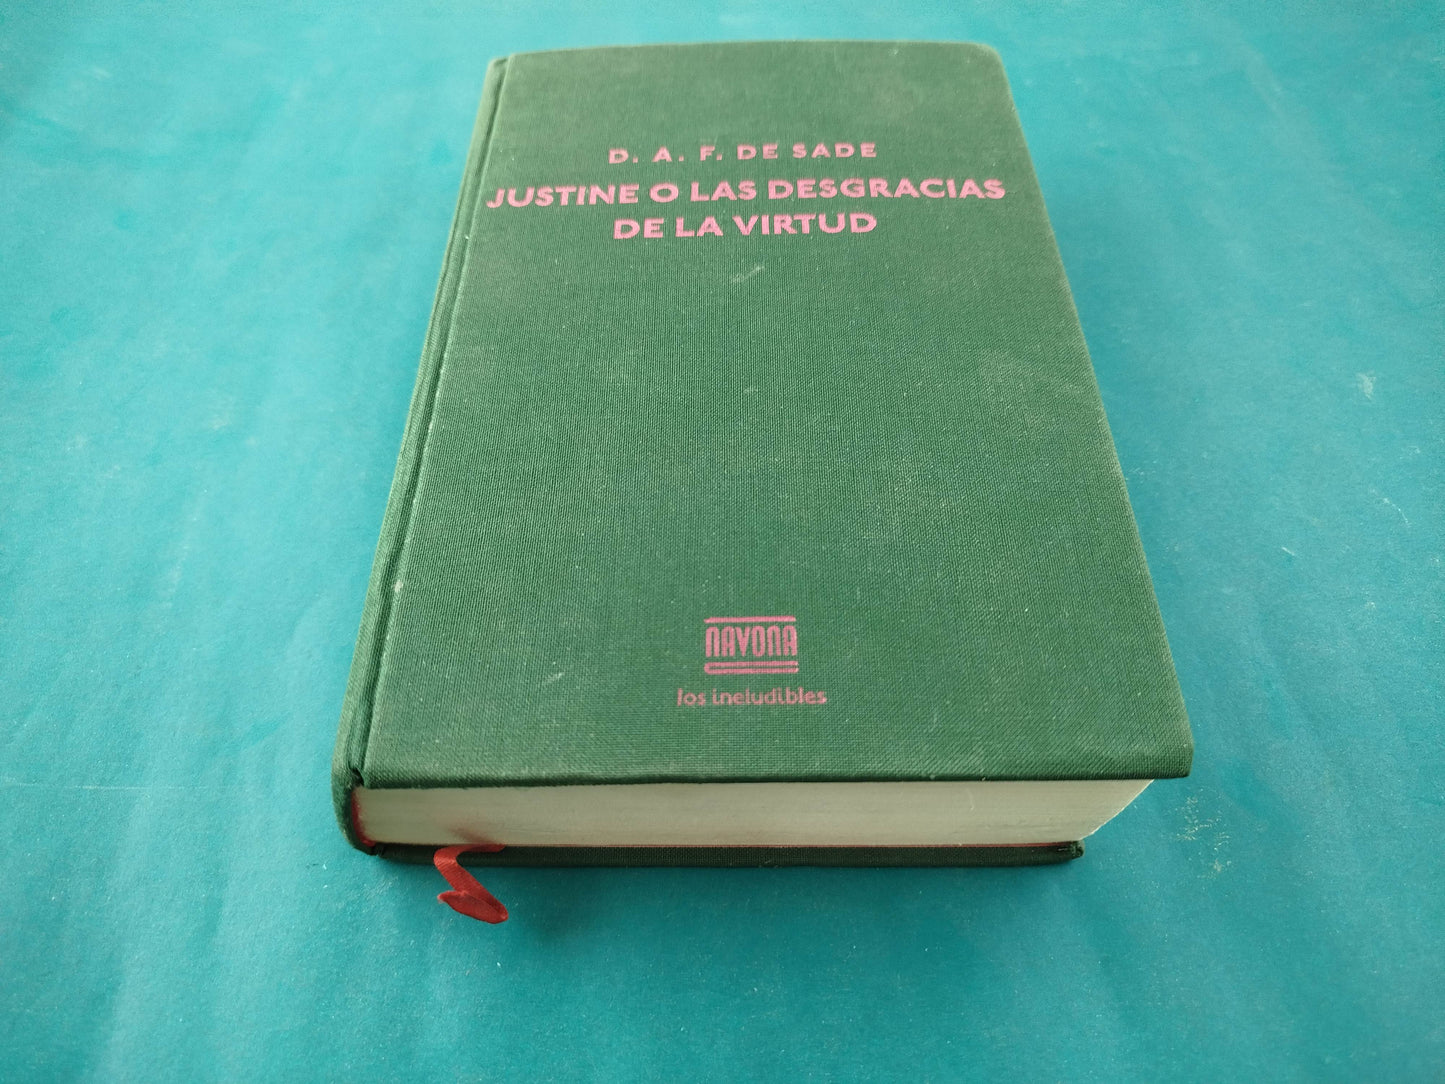 D. A. F. DE SADE
JUSTINE O LAS DESGRACIAS
DE LA VIRTUD
NAVONA
los ineludibles